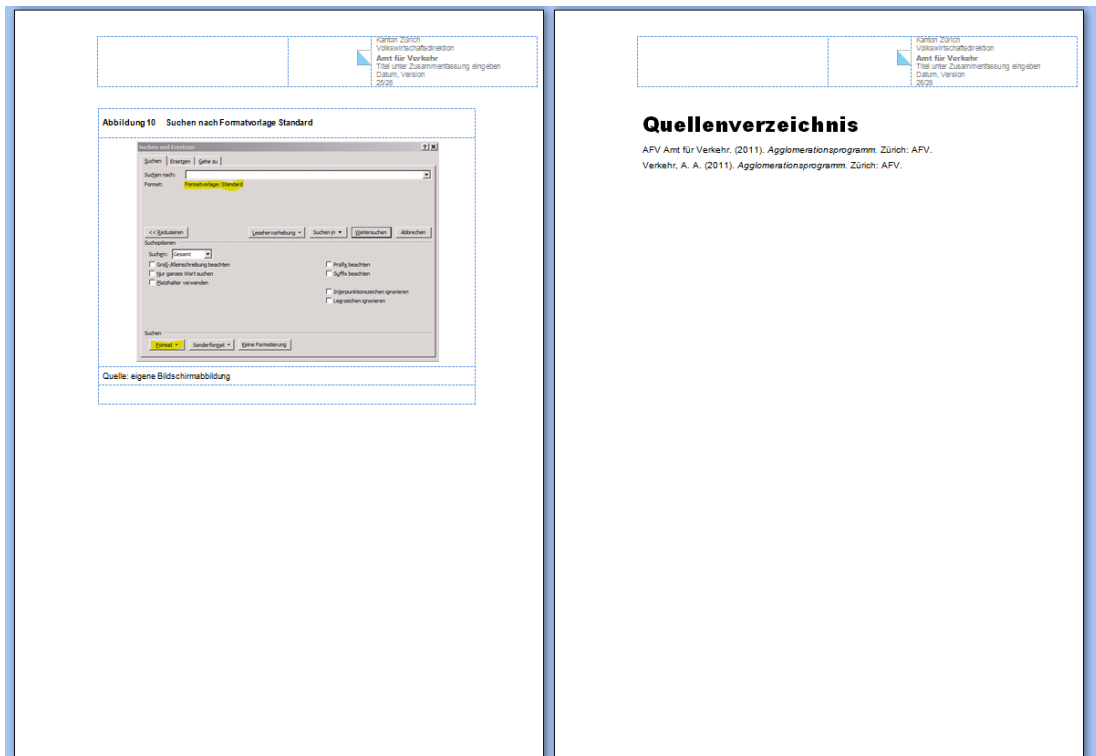 Kanton Zürich
Volkswirtschaftsdirektion
Amt für Verkehr
Titel unter Zusammenfassung eingeben
Datum, Version
25/26
Abbildung 10 Suchen nach Formatvorlage Standard
Suchen und Ersetzen
Suchen Ersetzen Gehe zu
Suchen nach:
Format: Formatvorlage: Standard
<< Reduzieren Lesehervorhebung Suchen in Weitersuchen Abbrechen
Suchoptionen
Suchen: Gesamt
Groß-/Kleinschreibung beachten Präfix beachten
Nur ganzes Wort suchen Suffix beachten
Platzhalter verwenden
Interpunktionszeichen ignorieren
Leerzeichen ignorieren
Suchen
Format Sonderformat Keine Formatierung
Quelle: eigene Bildschirmabbildung
Kanton Zürich
Volkswirtschaftsdirektion
Amt für Verkehr
Titel unter Zusammenfassung eingeben
Datum, Version
26/26
Quellenverzeichnis
AFV Amt für Verkehr. (2011). Agglomerationsprogramm. Zürich: AFV.
Verkehr, A. A. (2011). Agglomerationsprogramm. Zürich: AFV.